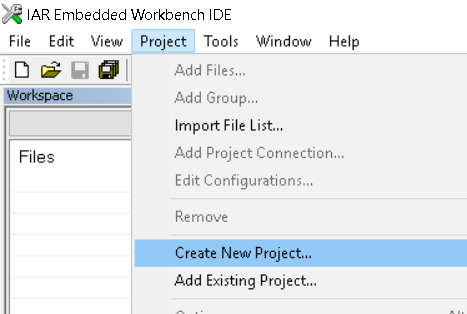 IAR Embedded Workbench IDE
File Edit View Project Tools Window Help
Workspace
Files
Add Files...
Add Group...
Import File List...
Add Project Connection...
Edit Configurations...
Remove
Create New Project...
Add Existing Project...